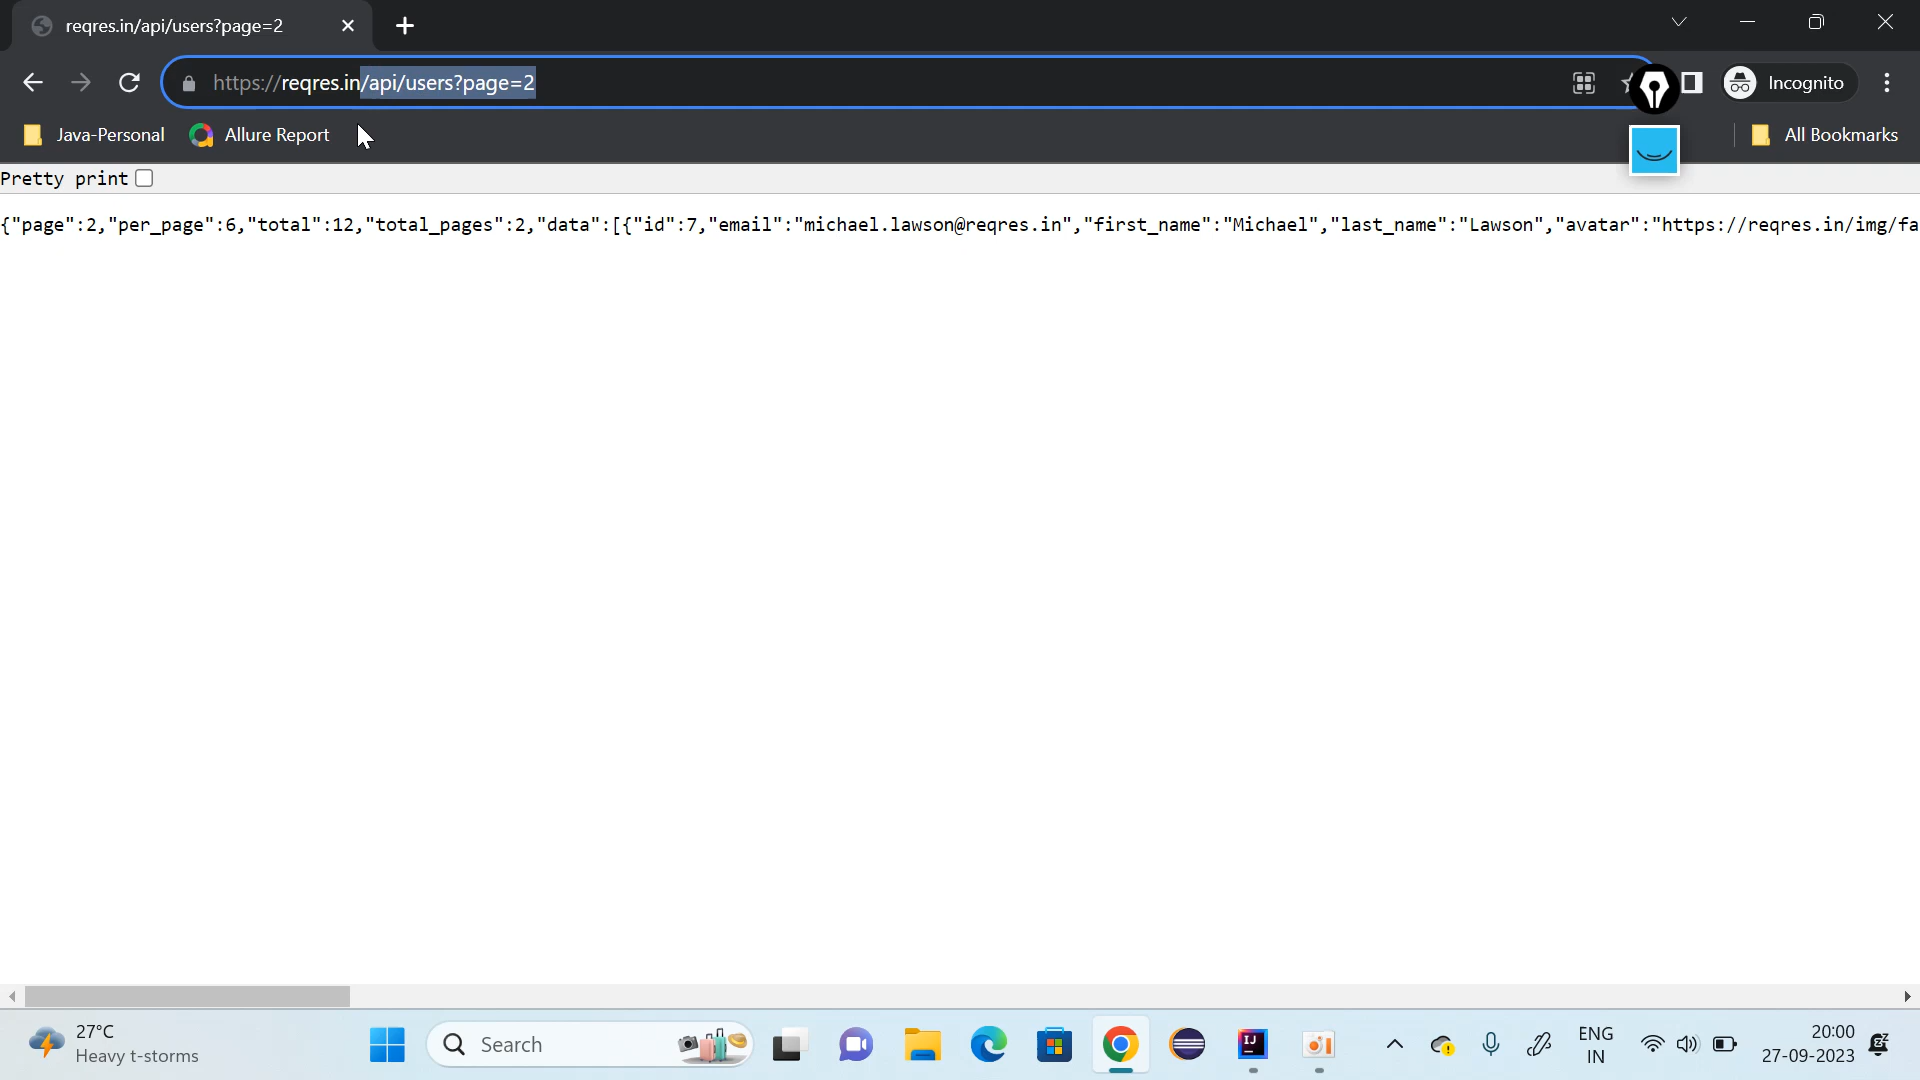 reqres.in/api/users?page=2
https://reqres.in/api/users?page=2
Incognito
Java-Personal
Allure Report
All Bookmarks
Pretty print
{"page":2,"per_page":6,"total":12,"total_pages":2,"data":[{"id":7,"email":"michael.lawson@reqres.in","first_name":"Michael","last_name":"Lawson","avatar":"https://reqres.in/img/fa
27°C
Heavy t-storms
Search
IJ
ENG
IN
20:00
27-09-2023